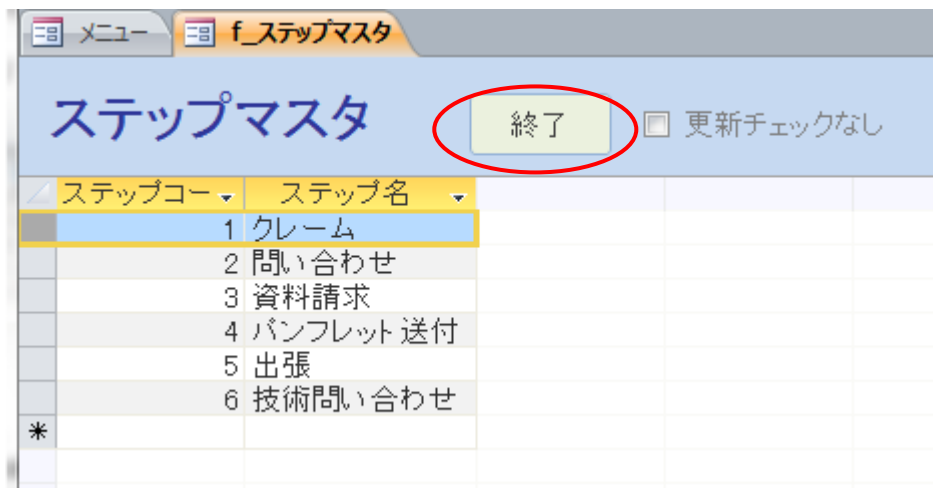 メニュー f_ステップマスタ
ステップマスタ 終了 更新チェックなし
ステップコー ステップ名
1 クレーム
2 問い合わせ
3 資料請求
4 パンフレット送付
5 出張
6 技術問い合わせ
*